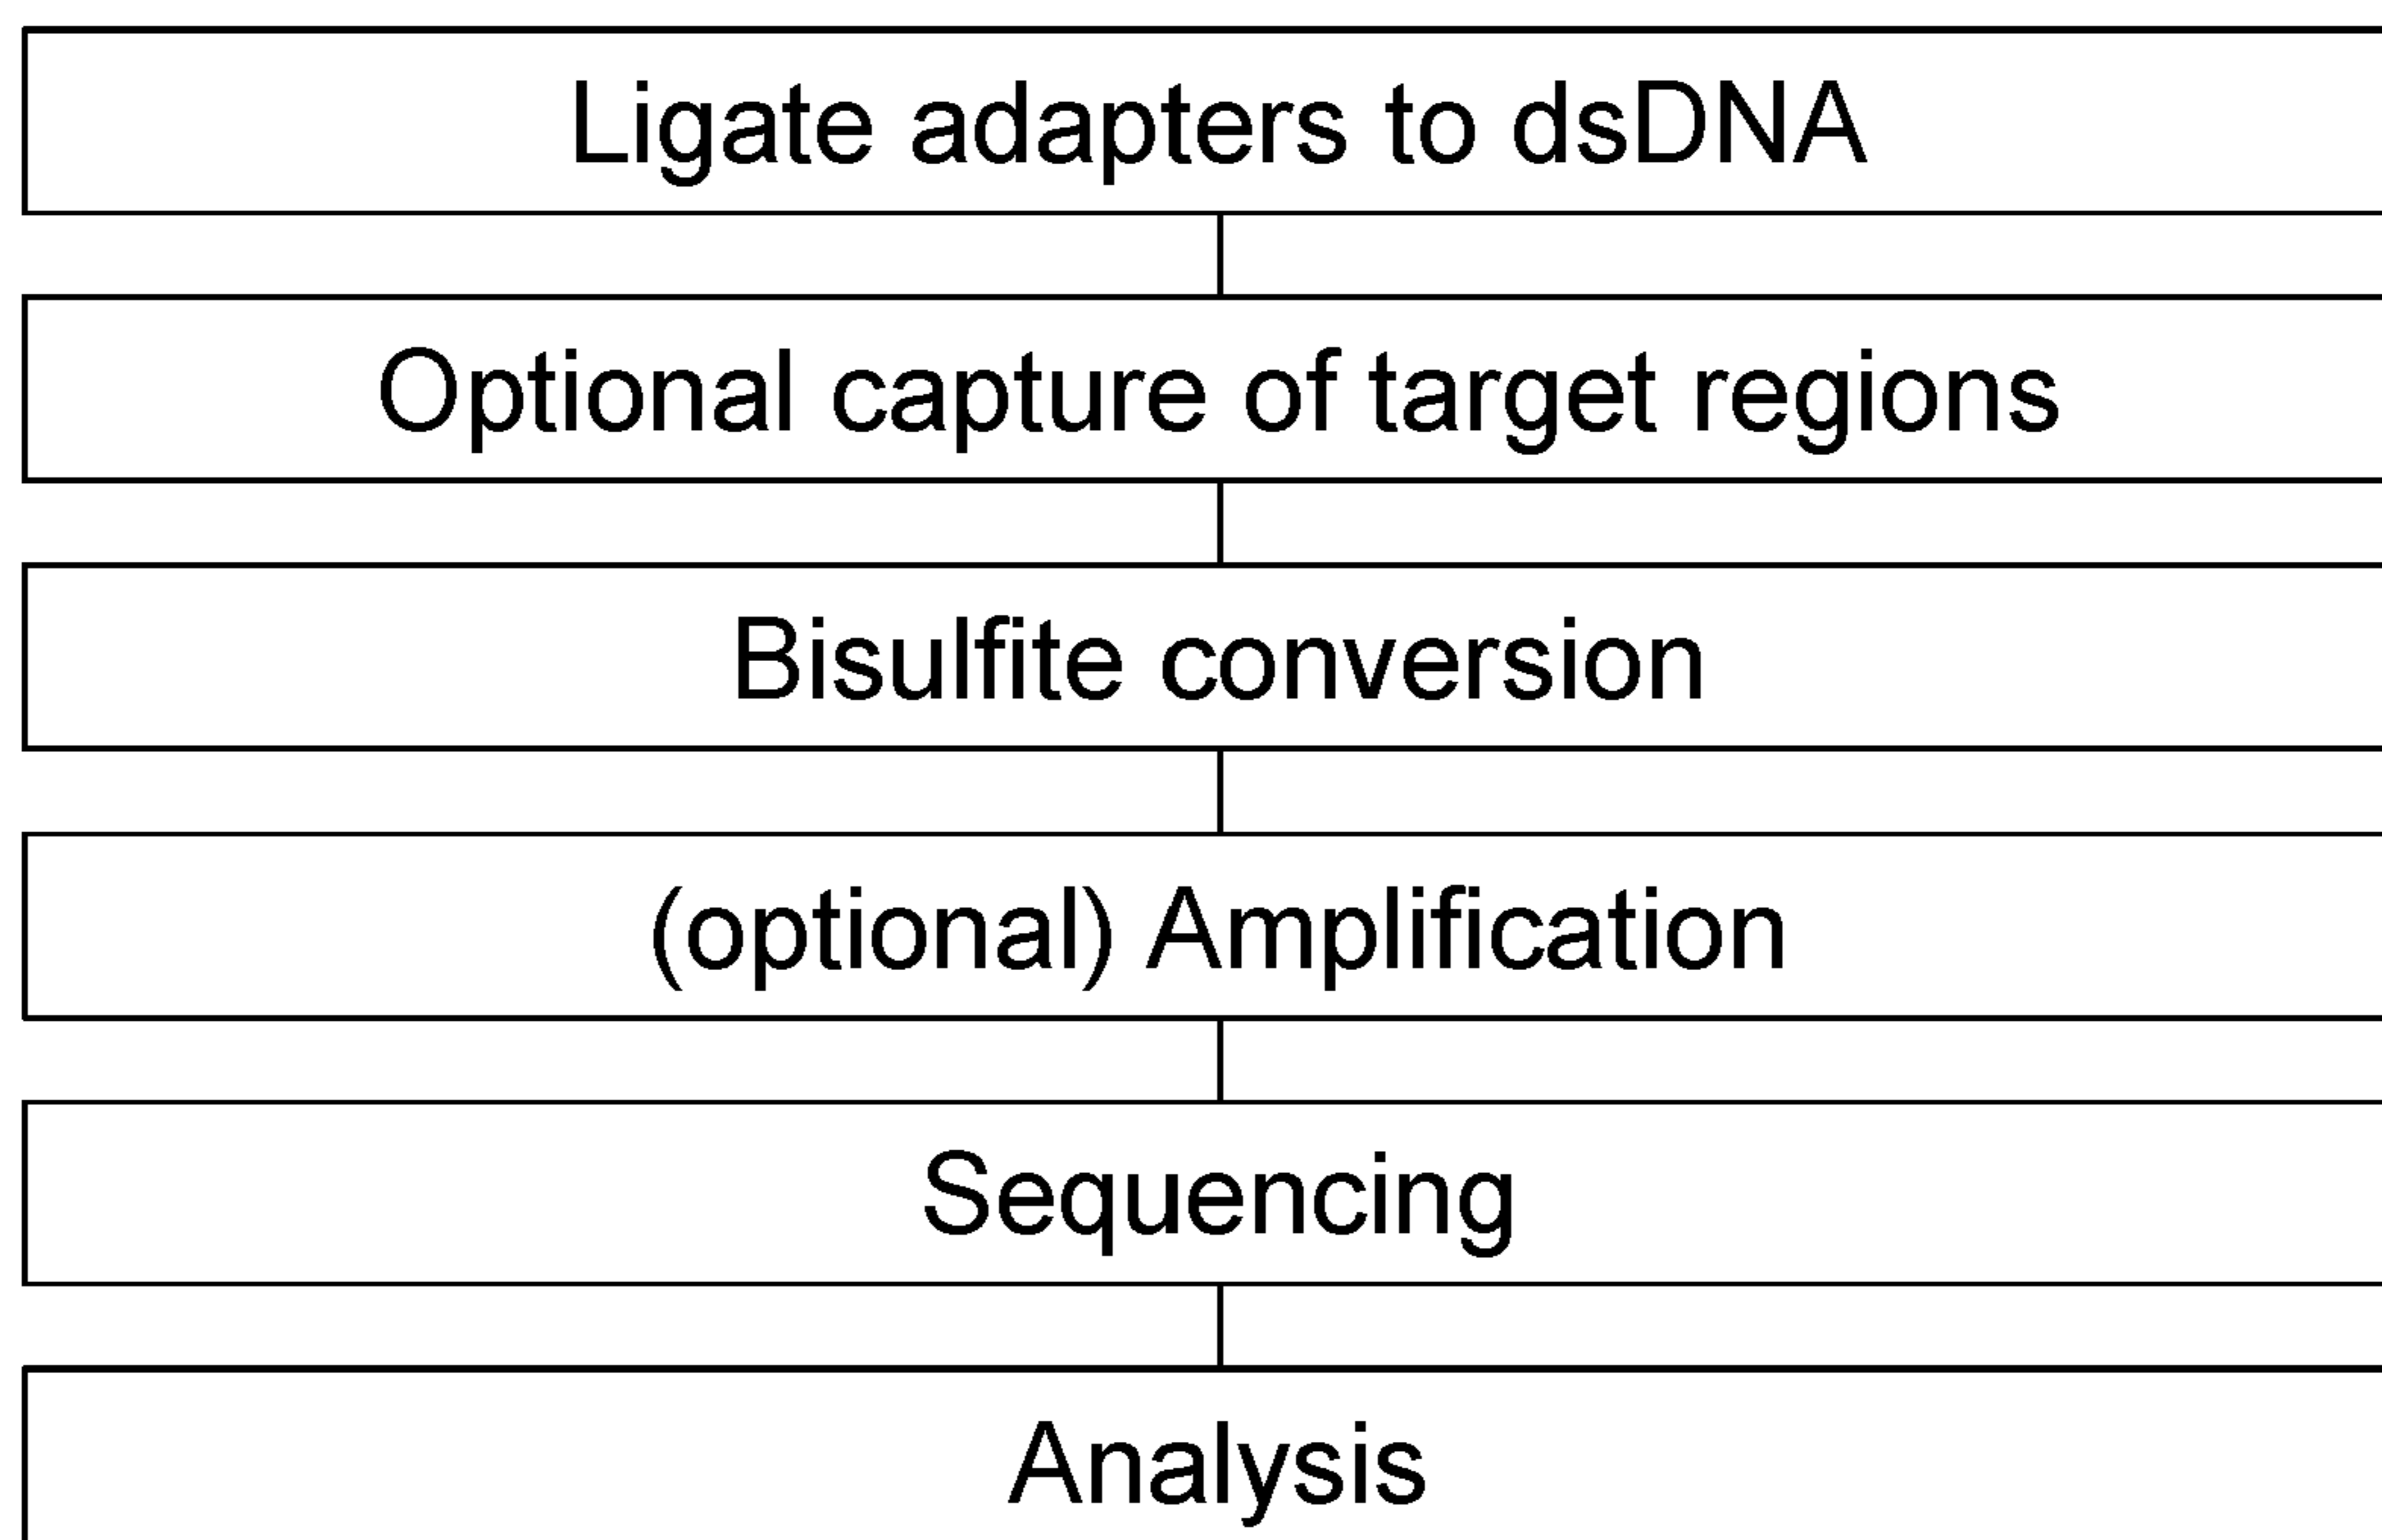 Ligate adapters to dsDNA
Optional capture of target regions
Bisulfite conversion
(optional) Amplification
Sequencing
Analysis